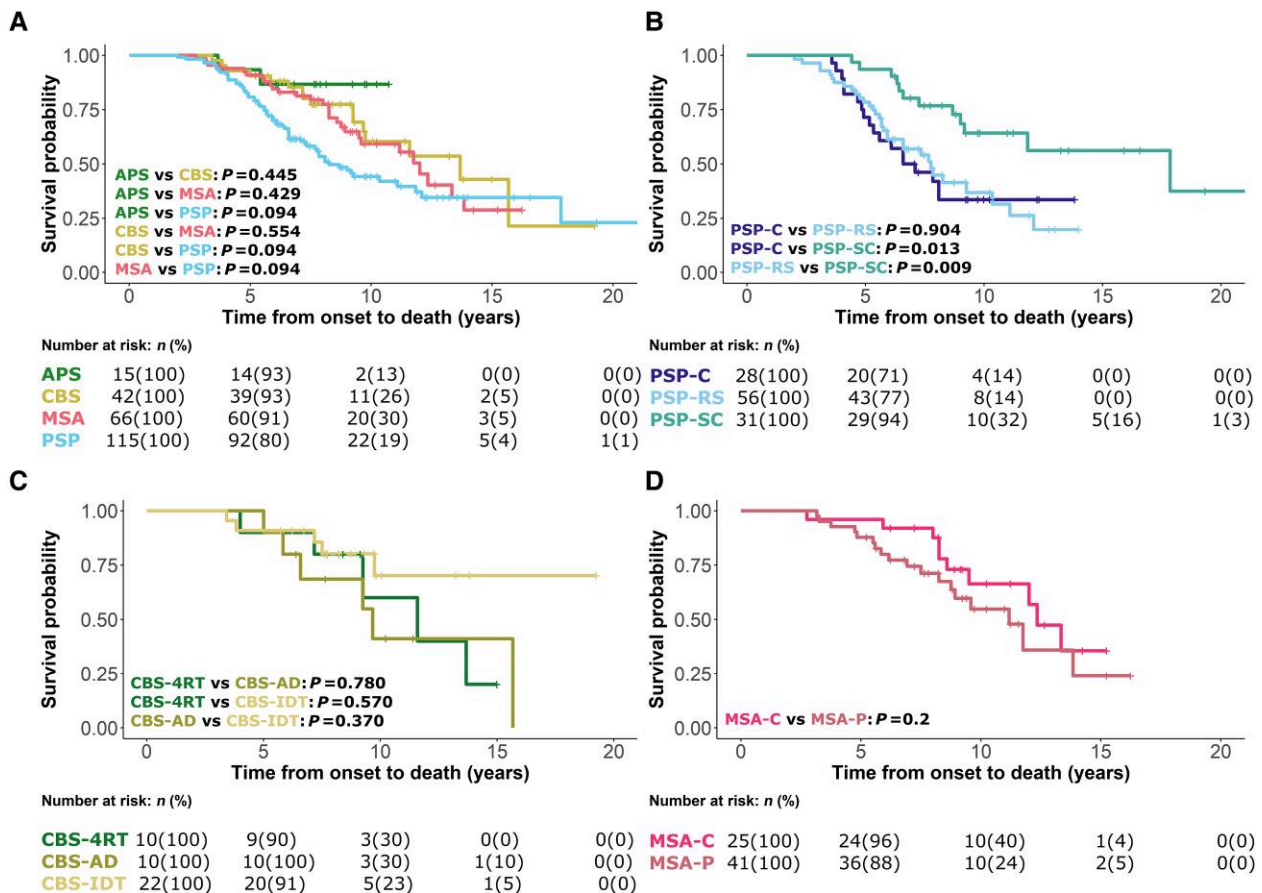 A
Survival probability
1.00
0.75
0.50
0.25
0.00
APS vs CBS: P=0.445
APS vs MSA: P=0.429
APS vs PSP: P=0.094
CBS vs MSA: P=0.554
CBS vs PSP: P=0.094
MSA vs PSP: P=0.094
0 5 10 15 20
Time from onset to death (years)
Number at risk: n (%)
APS 15(100) 14(93) 2(13) 0(0) 0(0)
CBS 42(100) 39(93) 11(26) 2(5) 0(0)
MSA 66(100) 60(91) 20(30) 3(5) 0(0)
PSP 115(100) 92(80) 22(19) 5(4) 1(1)
B
Survival probability
1.00
0.75
0.50
0.25
0.00
PSP-C vs PSP-RS: P=0.904
PSP-C vs PSP-SC: P=0.013
PSP-RS vs PSP-SC: P=0.009
0 5 10 15 20
Time from onset to death (years)
Number at risk: n (%)
PSP-C 28(100) 20(71) 4(14) 0(0) 0(0)
PSP-RS 56(100) 43(77) 8(14) 0(0) 0(0)
PSP-SC 31(100) 29(94) 10(32) 5(16) 1(3)
C
Survival probability
1.00
0.75
0.50
0.25
0.00
CBS-4RT vs CBS-AD: P=0.780
CBS-4RT vs CBS-IDT: P=0.570
CBS-AD vs CBS-IDT: P=0.370
0 5 10 15 20
Time from onset to death (years)
Number at risk: n (%)
CBS-4RT 10(100) 9(90) 3(30) 0(0) 0(0)
CBS-AD 10(100) 10(100) 3(30) 1(10) 0(0)
CBS-IDT 22(100) 20(91) 5(23) 1(5) 0(0)
D
Survival probability
1.00
0.75
0.50
0.25
0.00
MSA-C vs MSA-P: P=0.2
0 5 10 15 20
Time from onset to death (years)
Number at risk: n (%)
MSA-C 25(100) 24(96) 10(40) 1(4) 0(0)
MSA-P 41(100) 36(88) 10(24) 2(5) 0(0)